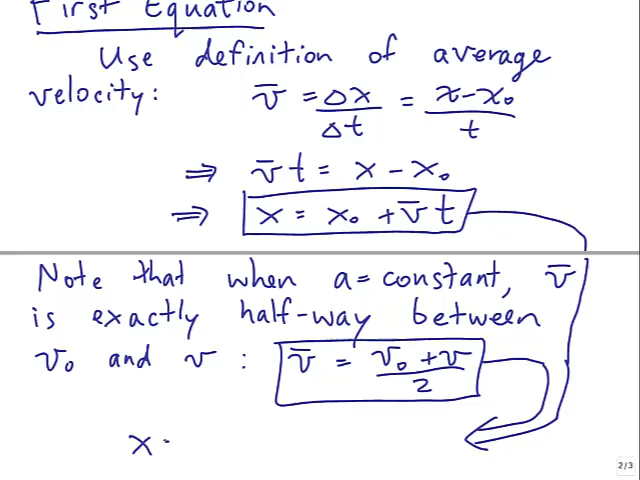 First Equation
Use definition of average
velocity: v̄ = Δx/Δt = x-x₀/t
⇒ v̄ t = x - x₀
⇒ x = x₀ + v̄ t
Note that when a = constant, v̄
is exactly half-way between
v₀ and v : v̄ = v₀ + v/2
x
2/3